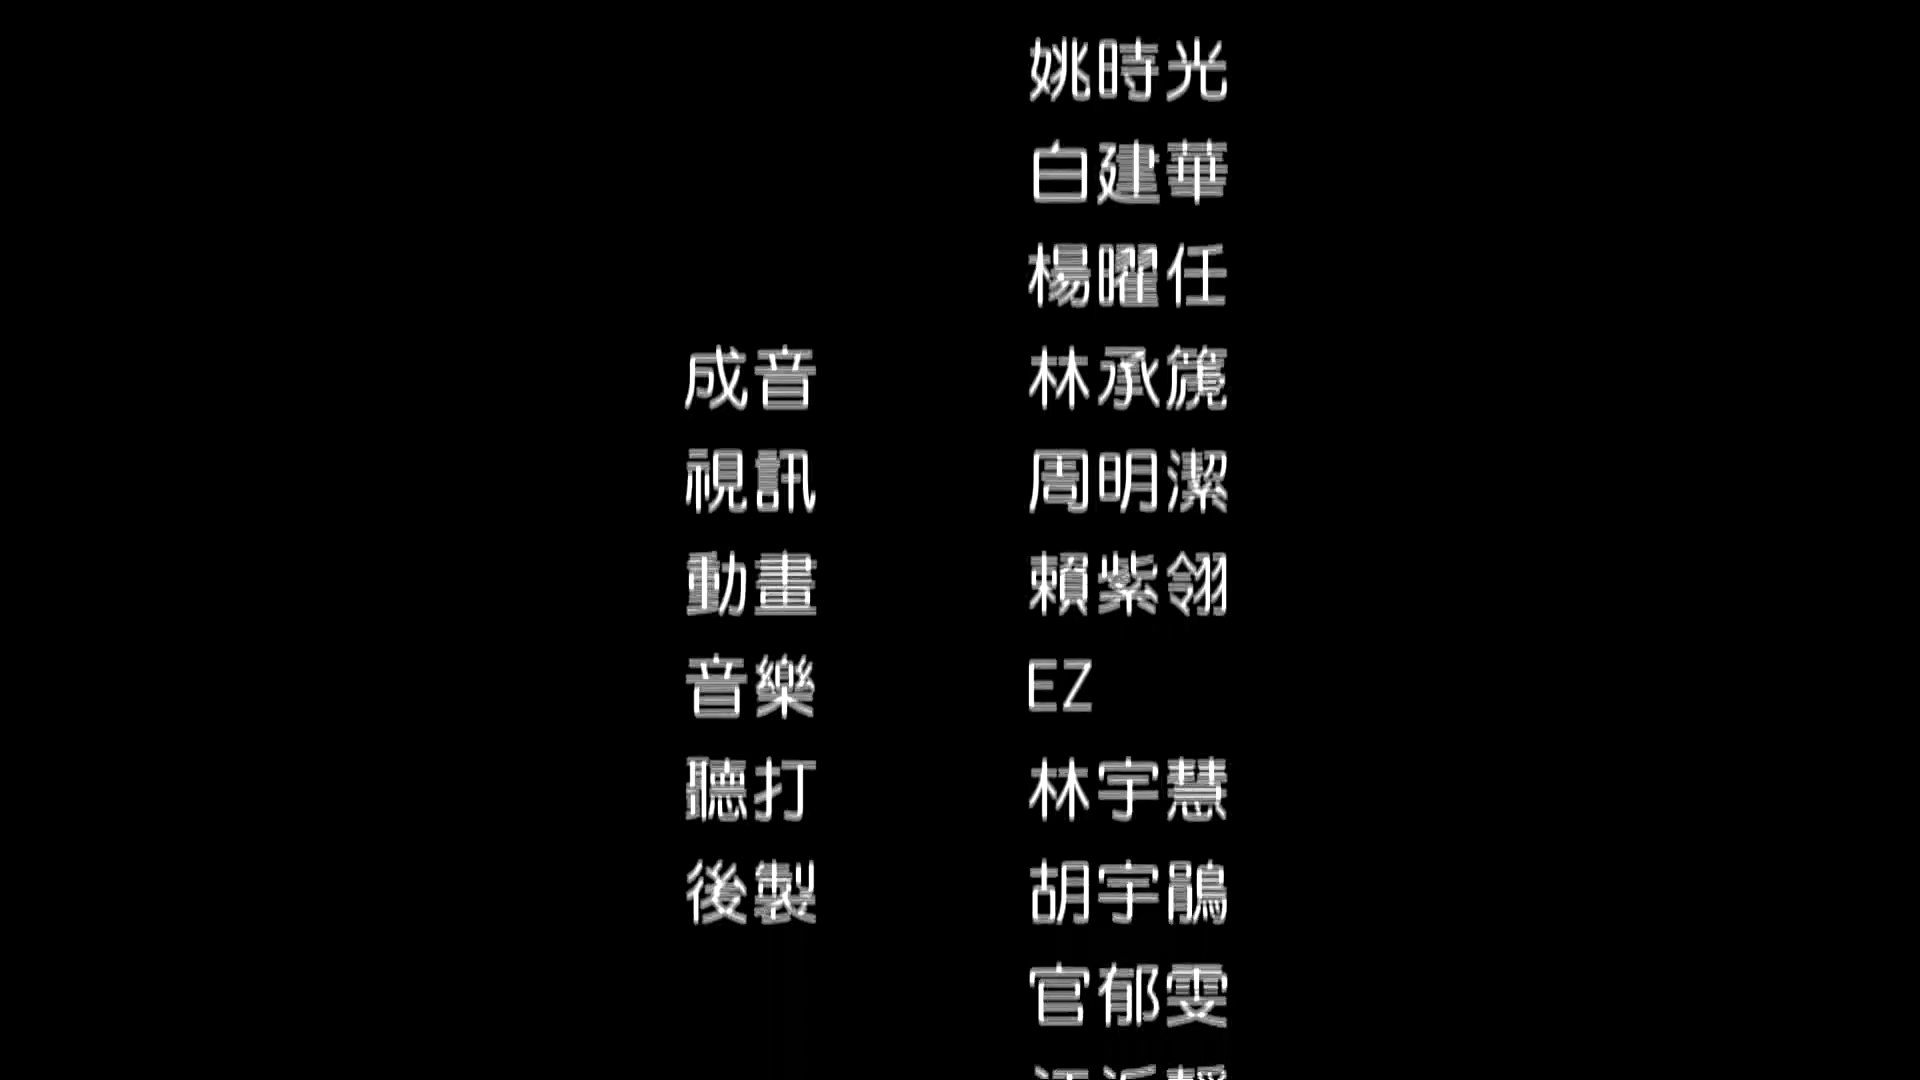 姚時光
白建華
楊曜任
成音 林承篪
視訊 周明潔
動畫 賴紫翎
音樂 EZ
聽打 林宇慧
後製 胡宇鵑
官郁雯